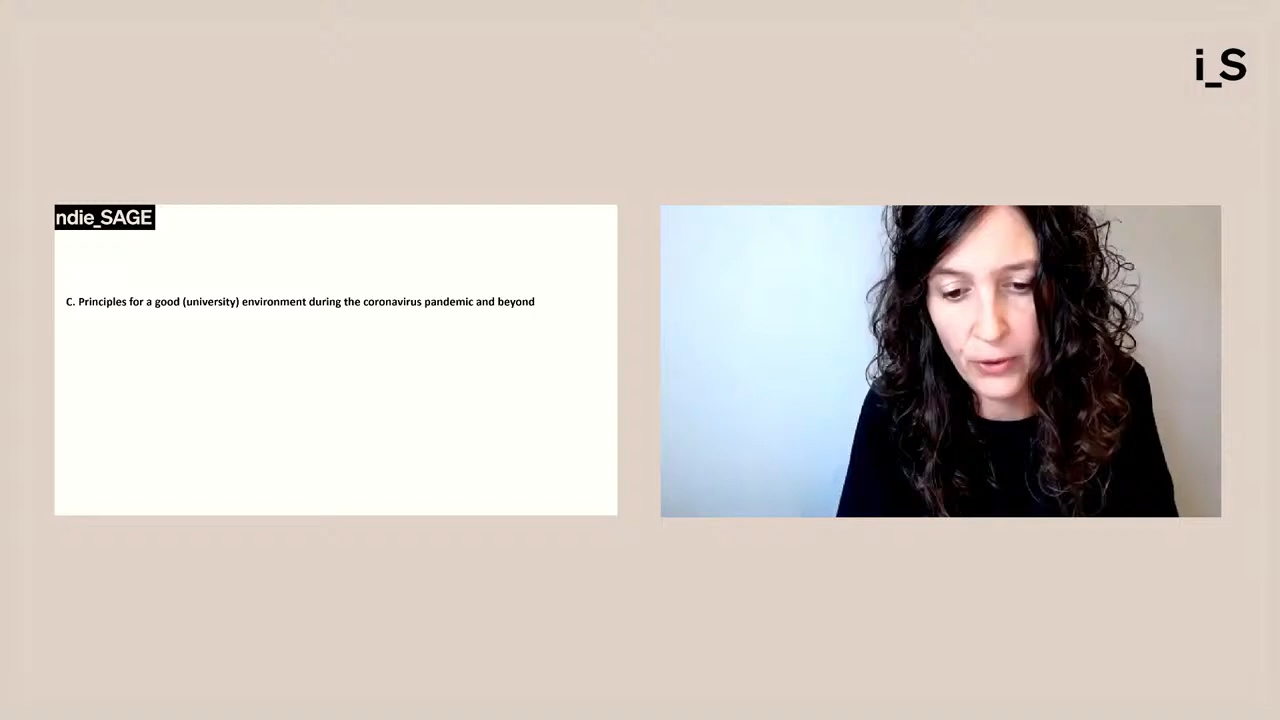 i_S
ndie_SAGE
C. Principles for a good (university) environment during the coronavirus pandemic and beyond